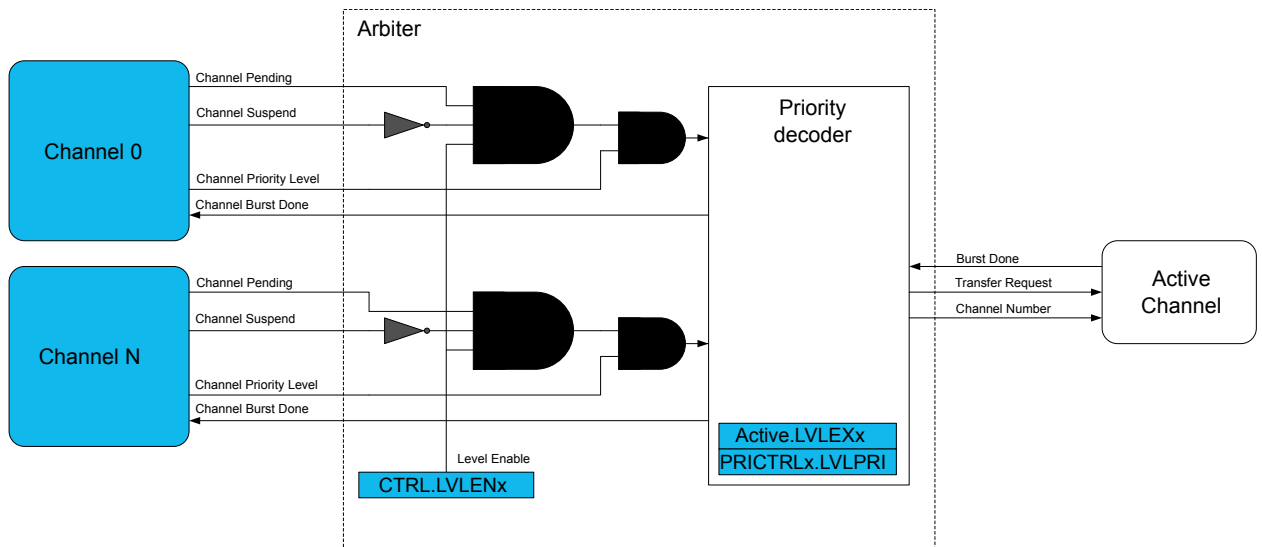 Arbiter
Channel 0
Channel Pending
Channel Suspend
Channel Priority Level
Channel Burst Done
Priority
decoder
Channel N
Channel Pending
Channel Suspend
Channel Priority Level
Channel Burst Done
Burst Done
Transfer Request
Channel Number
Active
Channel
Level Enable
CTRL.LVLENx
Active.LVLEXx
PRICTRLx.LVLPRI